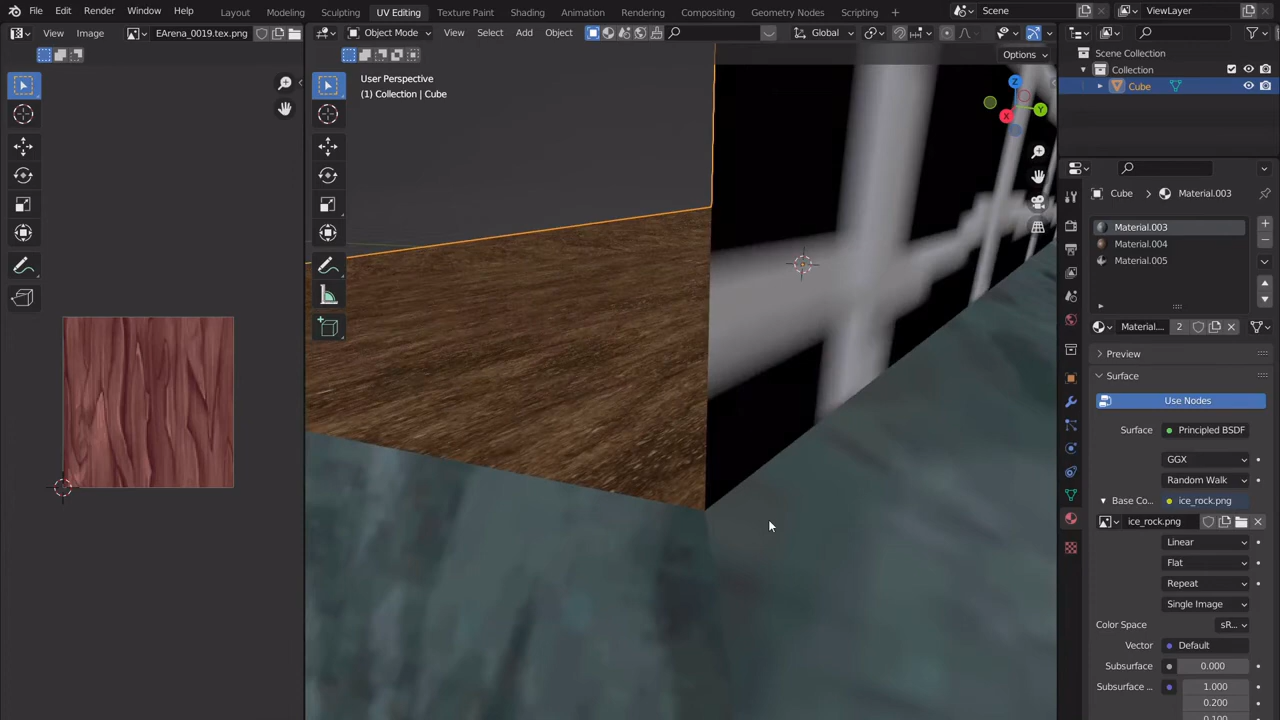 File Edit Render Window Help Layout Modeling Sculpting UV Editing Texture Paint Shading Animation Rendering Compositing Geometry Nodes Scripting + Scene ViewLayer
View Image EArena_0019.tex.png Object Mode View Select Add Object Global
Options
User Perspective
(1) Collection | Cube
Scene Collection
Collection
Cube
Z
Y
X
Cube > Material.003
Material.003
Material.004
Material.005
Material... 2
Preview
Surface
Use Nodes
Surface Principled BSDF
GGX
Random Walk
Base Co... ice_rock.png
ice_rock.png
Linear
Flat
Repeat
Single Image
Color Space sR...
Vector Default
Subsurface 0.000
Subsurface ... 1.000
0.200